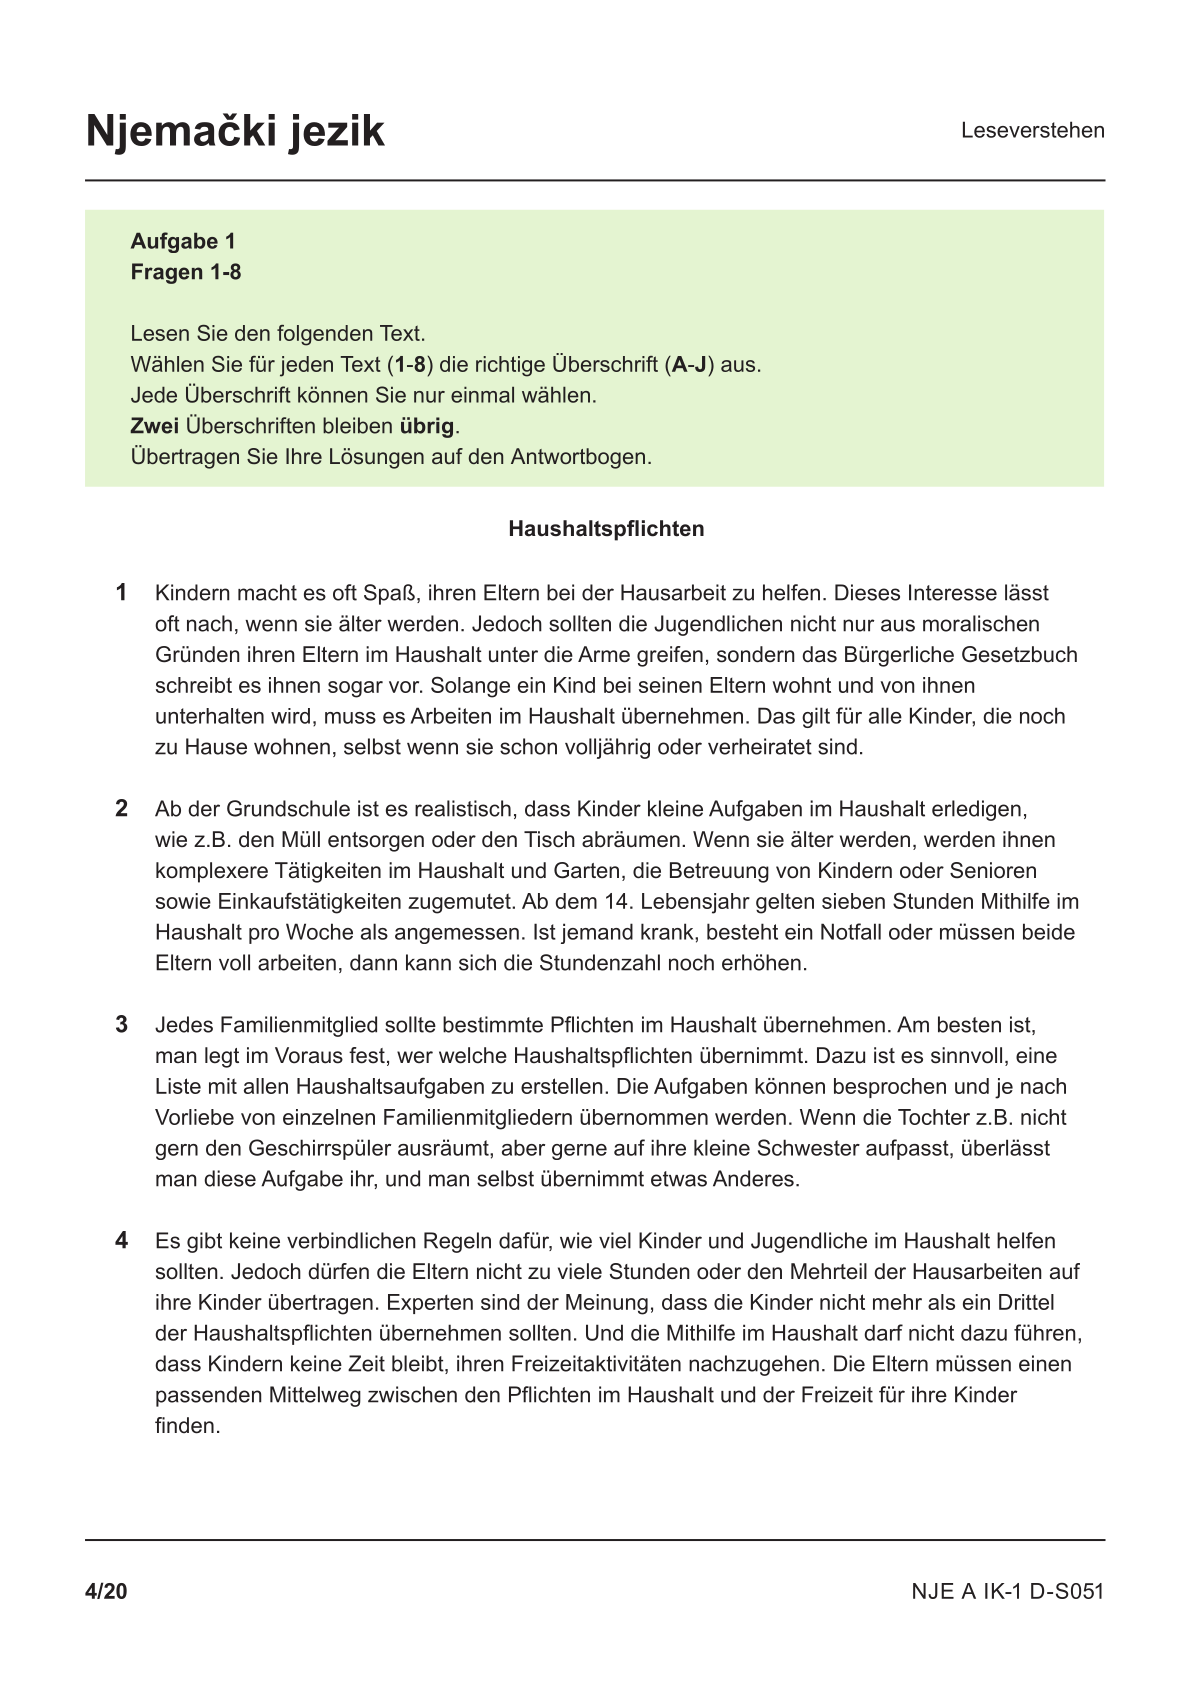 Njemački jezik
Leseverstehen
Aufgabe 1
Fragen 1-8
Lesen Sie den folgenden Text.
Wählen Sie für jeden Text (1-8) die richtige Überschrift (A-J) aus.
Jede Überschrift können Sie nur einmal wählen.
Zwei Überschriften bleiben übrig.
Übertragen Sie Ihre Lösungen auf den Antwortbogen.
Haushaltspflichten
1 Kindern macht es oft Spaß, ihren Eltern bei der Hausarbeit zu helfen. Dieses Interesse lässt
oft nach, wenn sie älter werden. Jedoch sollten die Jugendlichen nicht nur aus moralischen
Gründen ihren Eltern im Haushalt unter die Arme greifen, sondern das Bürgerliche Gesetzbuch
schreibt es ihnen sogar vor. Solange ein Kind bei seinen Eltern wohnt und von ihnen
unterhalten wird, muss es Arbeiten im Haushalt übernehmen. Das gilt für alle Kinder, die noch
zu Hause wohnen, selbst wenn sie schon volljährig oder verheiratet sind.
2 Ab der Grundschule ist es realistisch, dass Kinder kleine Aufgaben im Haushalt erledigen,
wie z.B. den Müll entsorgen oder den Tisch abräumen. Wenn sie älter werden, werden ihnen
komplexere Tätigkeiten im Haushalt und Garten, die Betreuung von Kindern oder Senioren
sowie Einkaufstätigkeiten zugemutet. Ab dem 14. Lebensjahr gelten sieben Stunden Mithilfe im
Haushalt pro Woche als angemessen. Ist jemand krank, besteht ein Notfall oder müssen beide
Eltern voll arbeiten, dann kann sich die Stundenzahl noch erhöhen.
3 Jedes Familienmitglied sollte bestimmte Pflichten im Haushalt übernehmen. Am besten ist,
man legt im Voraus fest, wer welche Haushaltspflichten übernimmt. Dazu ist es sinnvoll, eine
Liste mit allen Haushaltsaufgaben zu erstellen. Die Aufgaben können besprochen und je nach
Vorliebe von einzelnen Familienmitgliedern übernommen werden. Wenn die Tochter z.B. nicht
gern den Geschirrspüler ausräumt, aber gerne auf ihre kleine Schwester aufpasst, überlässt
man diese Aufgabe ihr, und man selbst übernimmt etwas Anderes.
4 Es gibt keine verbindlichen Regeln dafür, wie viel Kinder und Jugendliche im Haushalt helfen
sollten. Jedoch dürfen die Eltern nicht zu viele Stunden oder den Mehrteil der Hausarbeiten auf
ihre Kinder übertragen. Experten sind der Meinung, dass die Kinder nicht mehr als ein Drittel
der Haushaltspflichten übernehmen sollten. Und die Mithilfe im Haushalt darf nicht dazu führen,
dass Kindern keine Zeit bleibt, ihren Freizeitaktivitäten nachzugehen. Die Eltern müssen einen
passenden Mittelweg zwischen den Pflichten im Haushalt und der Freizeit für ihre Kinder
finden.
4/20
NJE A IK-1 D-S051